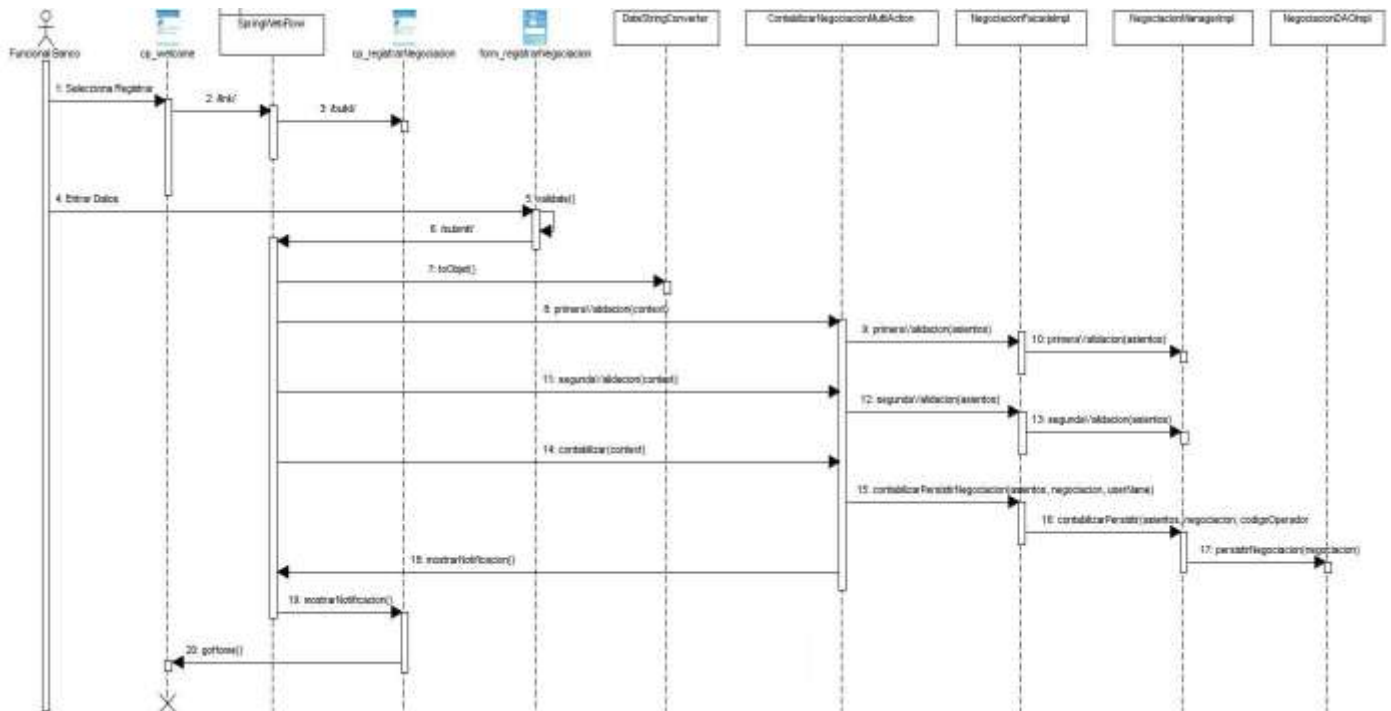 Funcional Banco
cp_welcome
SpringWebFlow
cp_registrarNegociacion
form_registrarNegociacion
DateStringConverter
ContabilizarNegociacionMultiAction
NegociacionFacadeImpl
NegociacionManagerImpl
NegociacionDAOImpl
1: Selecciona Registrar
2: /link/
3: /build/
4: Entrar Datos
5: validate()
6: /submit/
7: toObjet()
8: primeraValidacion(context)
9: primeraValidacion(asientos)
10: primeraValidacion(asientos)
11: segundaValidacion(context)
12: segundaValidacion(asientos)
13: segundaValidacion(asientos)
14: contabilizar(context)
15: contabilizarPersistirNegociacion(asientos, negociacion, userName)
16: contabilizarPersistir(asientos, negociacion, codigoOperador
17: persistirNegociacion(negociacion)
18: mostrarNotificacion()
19: mostrarNotificacion()
20: goHome()